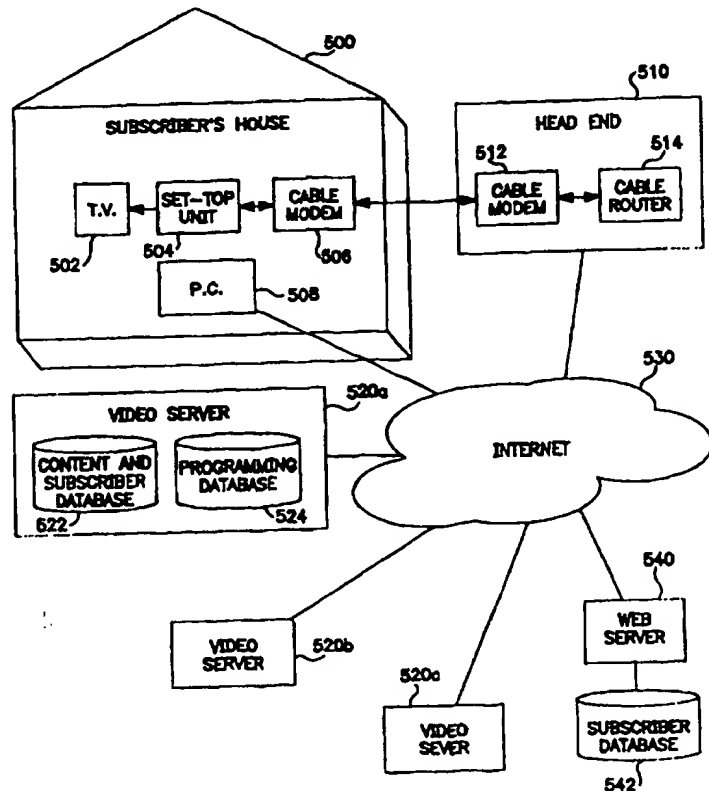 500
SUBSCRIBER'S HOUSE
T.V.
502
SET-TOP
UNIT
504
CABLE
MODEM
506
P.C.
508
510
HEAD END
512
CABLE
MODEM
514
CABLE
ROUTER
520a
VIDEO SERVER
CONTENT AND
SUBSCRIBER
DATABASE
522
PROGRAMMING
DATABASE
524
530
INTERNET
VIDEO
SERVER
520b
520c
VIDEO
SEVER
540
WEB
SERVER
SUBSCRIBER
DATABASE
542